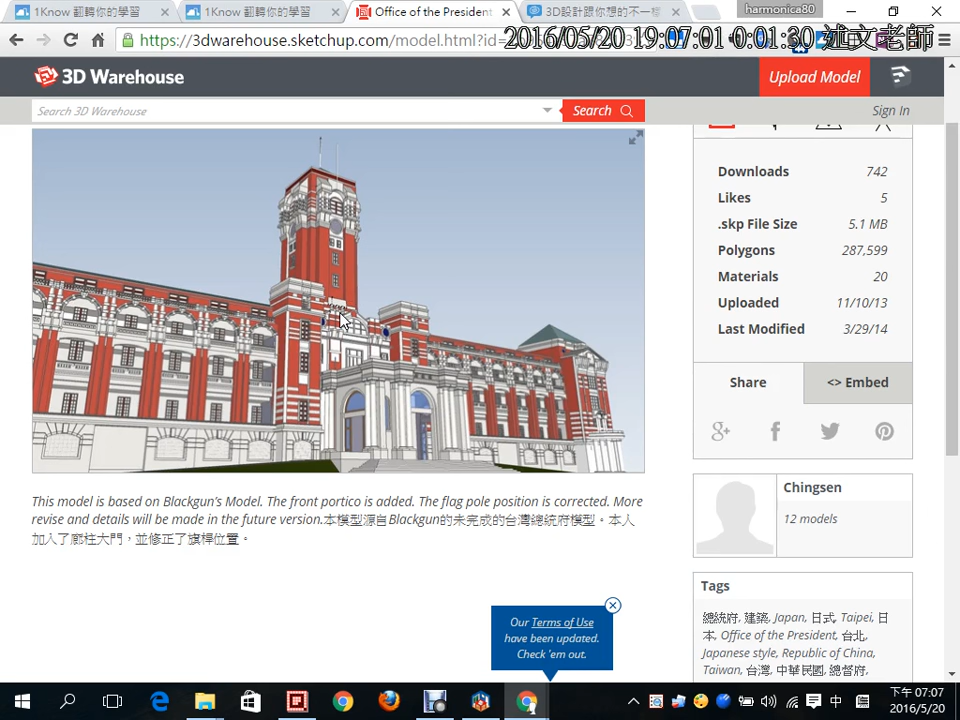 1Know 翻轉你的學習
1Know 翻轉你的學習
Office of the President
3D設計跟你想的不一樣
harmonica80
https://3dwarehouse.sketchup.com/model.html?id=
2016/05/20 19:07:01 0:01:30 述文老師
3D Warehouse
Upload Model
Search 3D Warehouse
Search
Sign In
Downloads 742
Likes 5
.skp File Size 5.1 MB
Polygons 287,599
Materials 20
Uploaded 11/10/13
Last Modified 3/29/14
Share
<> Embed
This model is based on Blackgun's Model. The front portico is added. The flag pole position is corrected. More
revise and details will be made in the future version.本模型源自Blackgun的未完成的台灣總統府模型。本人
加入了廊柱大門，並修正了旗桿位置。
Chingsen
12 models
Our Terms of Use
have been updated.
Check 'em out.
Tags
總統府, 建築, Japan, 日式, Taipei, 日
本, Office of the President, 台北,
Japanese style, Republic of China,
Taiwan, 台灣, 中華民國, 總督府,
中
下午 07:07
2016/5/20